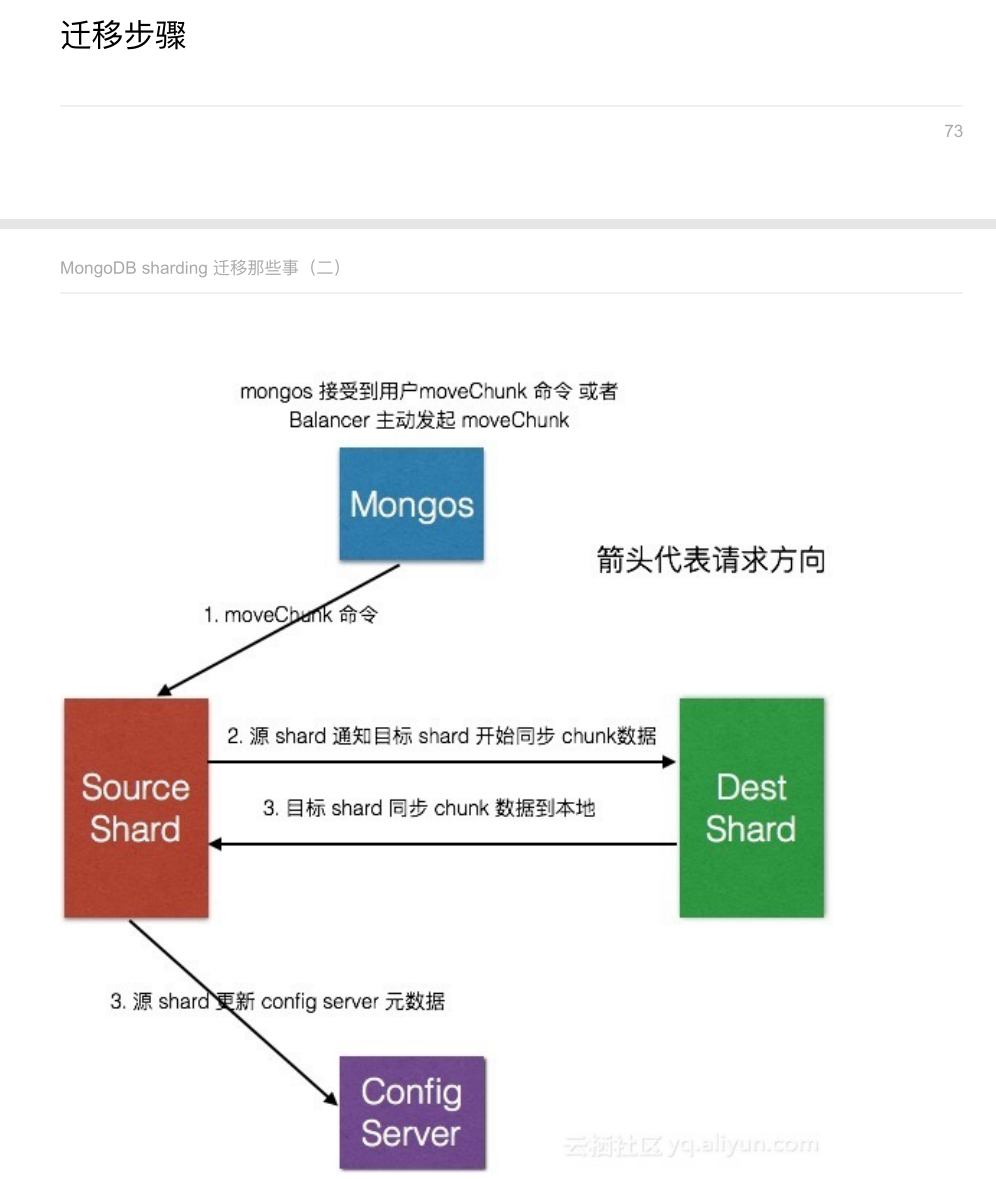 迁移步骤
73
MongoDB sharding 迁移那些事（二）
mongos 接受到用户moveChunk 命令 或者
Balancer 主动发起 moveChunk
Mongos
箭头代表请求方向
1. moveChunk 命令
2. 源 shard 通知目标 shard 开始同步 chunk数据
Source
Shard
3. 目标 shard 同步 chunk 数据到本地
Dest
Shard
3. 源 shard 更新 config server 元数据
Config
Server
云栖社区 yq.aliyun.com